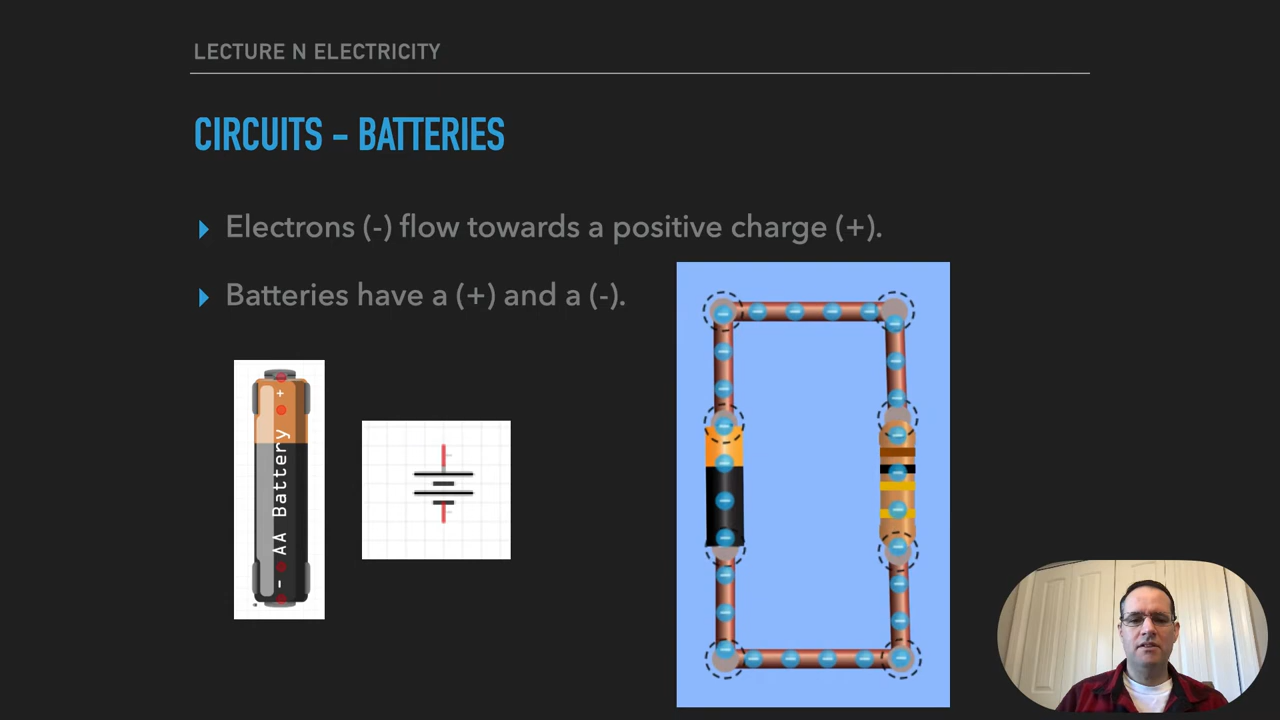 LECTURE N ELECTRICITY
CIRCUITS - BATTERIES
Electrons (-) flow towards a positive charge (+).
Batteries have a (+) and a (-).
- AA Battery +